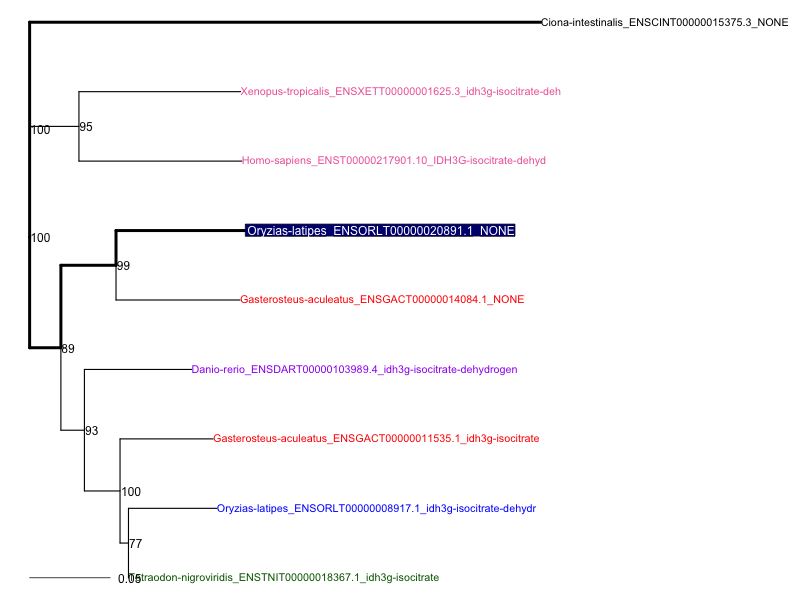 Ciona-intestinalis_ENSCINT00000015375.3_NONE
Xenopus-tropicalis_ENSXETT00000001625.3_idh3g-isocitrate-deh
100
95
Homo-sapiens_ENST00000217901.10_IDH3G-isocitrate-dehyd
Oryzias-latipes_ENSORLT00000020891.1_NONE
100
99
Gasterosteus-aculeatus_ENSGACT00000014084.1_NONE
89
Danio-rerio_ENSDART00000103989.4_idh3g-isocitrate-dehydrogen
93
Gasterosteus-aculeatus_ENSGACT00000011535.1_idh3g-isocitrate
100
Oryzias-latipes_ENSORLT00000008917.1_idh3g-isocitrate-dehydr
77
0.05
Tetraodon-nigroviridis_ENSTNIT00000018367.1_idh3g-isocitrate